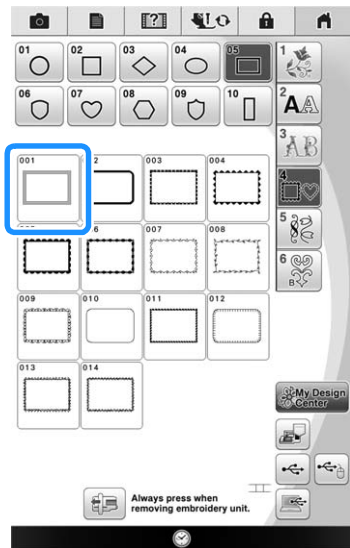 01 02 03 04 05
06 07 08 09 10
1
2 AA
3 AB
4
5
6 B
001 2 003 004
6 007 008
009 010 011 012
013 014
My Design
Center
Always press when
removing embroidery unit.